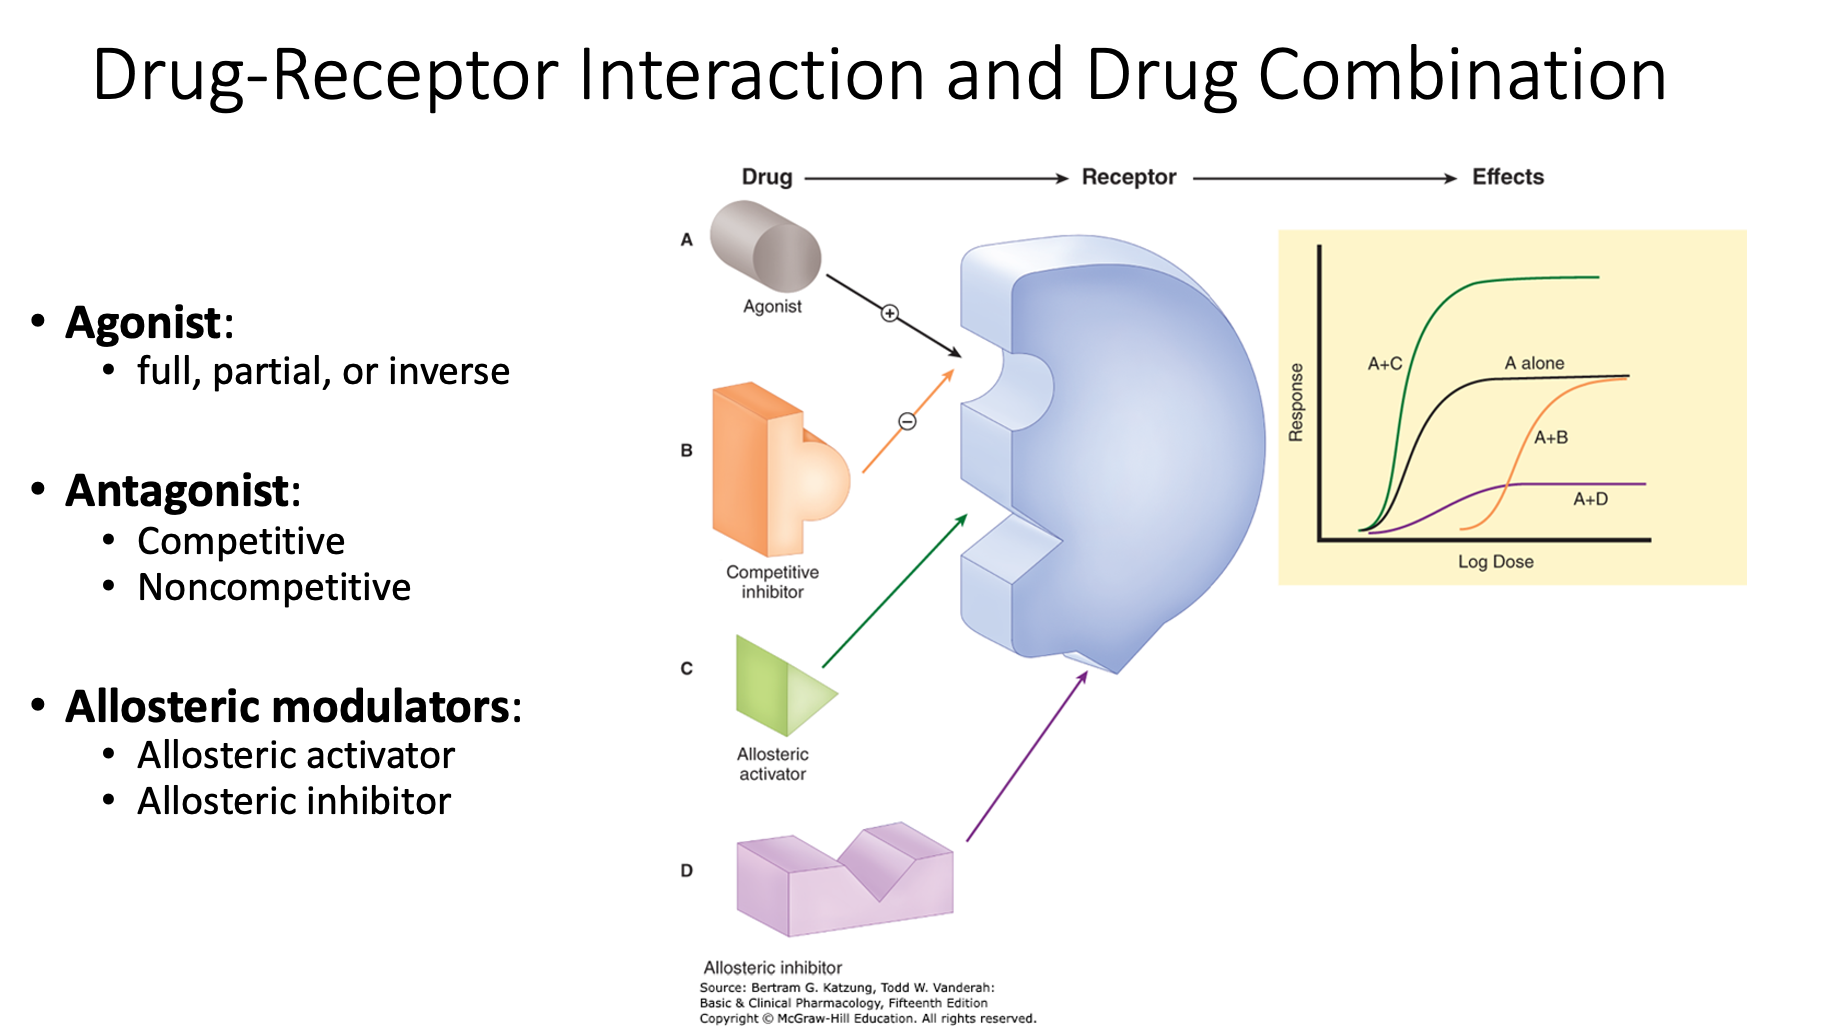 Drug-Receptor Interaction and Drug Combination
• Agonist:
• full, partial, or inverse
• Antagonist:
• Competitive
• Noncompetitive
• Allosteric modulators:
• Allosteric activator
• Allosteric inhibitor
Drug
Receptor
Effects
A
Agonist
+
B
−
Competitive
inhibitor
C
Allosteric
activator
D
Allosteric inhibitor
Response
A+C
A alone
A+B
A+D
Log Dose
Source: Bertram G. Katzung, Todd W. Vanderah:
Basic & Clinical Pharmacology, Fifteenth Edition
Copyright © McGraw-Hill Education. All rights reserved.